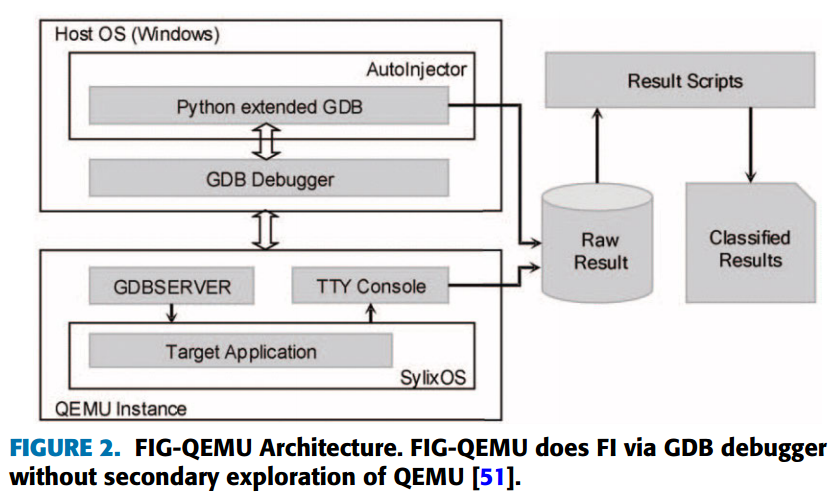 Host OS (Windows)
AutoInjector
Python extended GDB
GDB Debugger
GDBSERVER
TTY Console
Target Application
SylixOS
QEMU Instance
Result Scripts
Raw
Result
Classified
Results
FIGURE 2. FIG-QEMU Architecture. FIG-QEMU does FI via GDB debugger
without secondary exploration of QEMU [51].